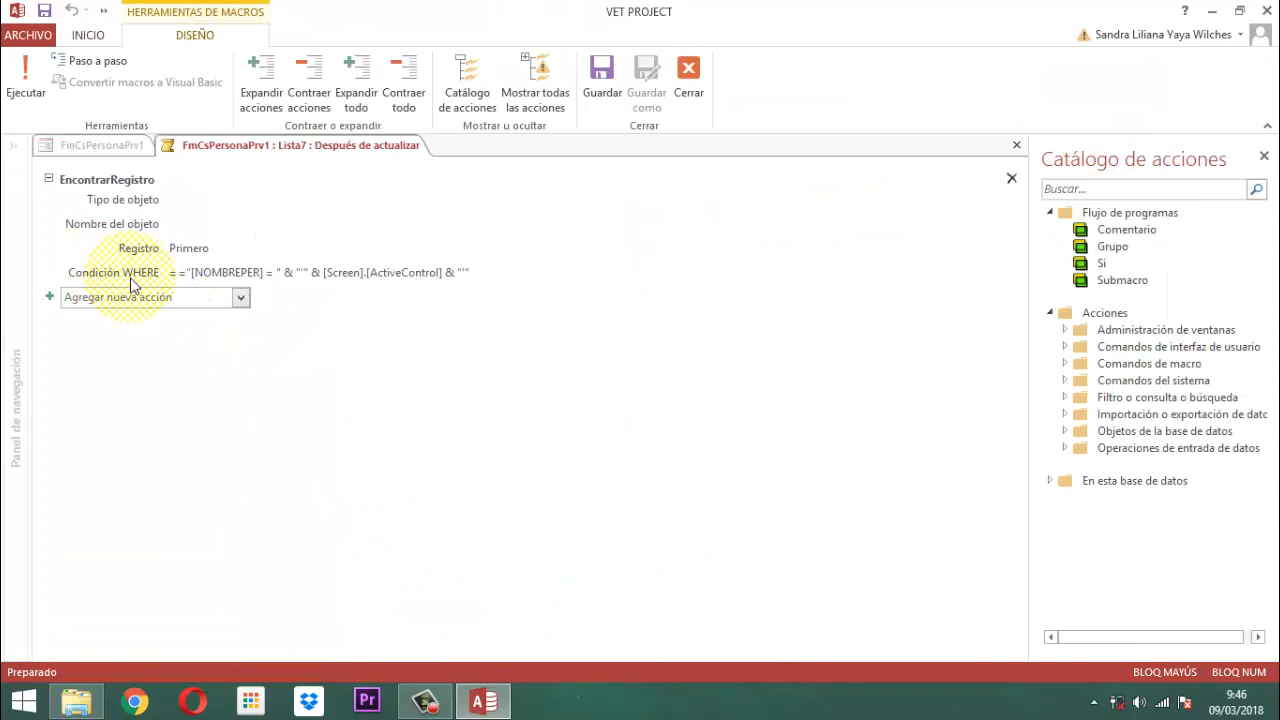 HERRAMIENTAS DE MACROS
VET PROJECT
ARCHIVO
INICIO
DISEÑO
Sandra Liliana Yaya Wilches
Ejecutar
Paso a paso
Convertir macros a Visual Basic
Herramientas
Expandir acciones
Contraer acciones
Expandir todo
Contraer todo
Contraer o expandir
Catálogo de acciones
Mostrar todas las acciones
Mostrar u ocultar
Guardar
Guardar como
Cerrar
Cerrar
FmCsPersonaPrv1
FmCsPersonaPrv1 : Lista7 : Después de actualizar
EncontrarRegistro
Tipo de objeto
Nombre del objeto
Registro Primero
Condición WHERE = ="[NOMBREPER] = " & "'" & [Screen].[ActiveControl] & "'"
Agregar nueva acción
Panel de navegación
Catálogo de acciones
Buscar...
Flujo de programas
Comentario
Grupo
Si
Submacro
Acciones
Administración de ventanas
Comandos de interfaz de usuario
Comandos de macro
Comandos del sistema
Filtro o consulta o búsqueda
Importación o exportación de datc
Objetos de la base de datos
Operaciones de entrada de datos
En esta base de datos
Preparado
BLOQ MAYÚS
BLOQ NUM
Pr
9:46
09/03/2018